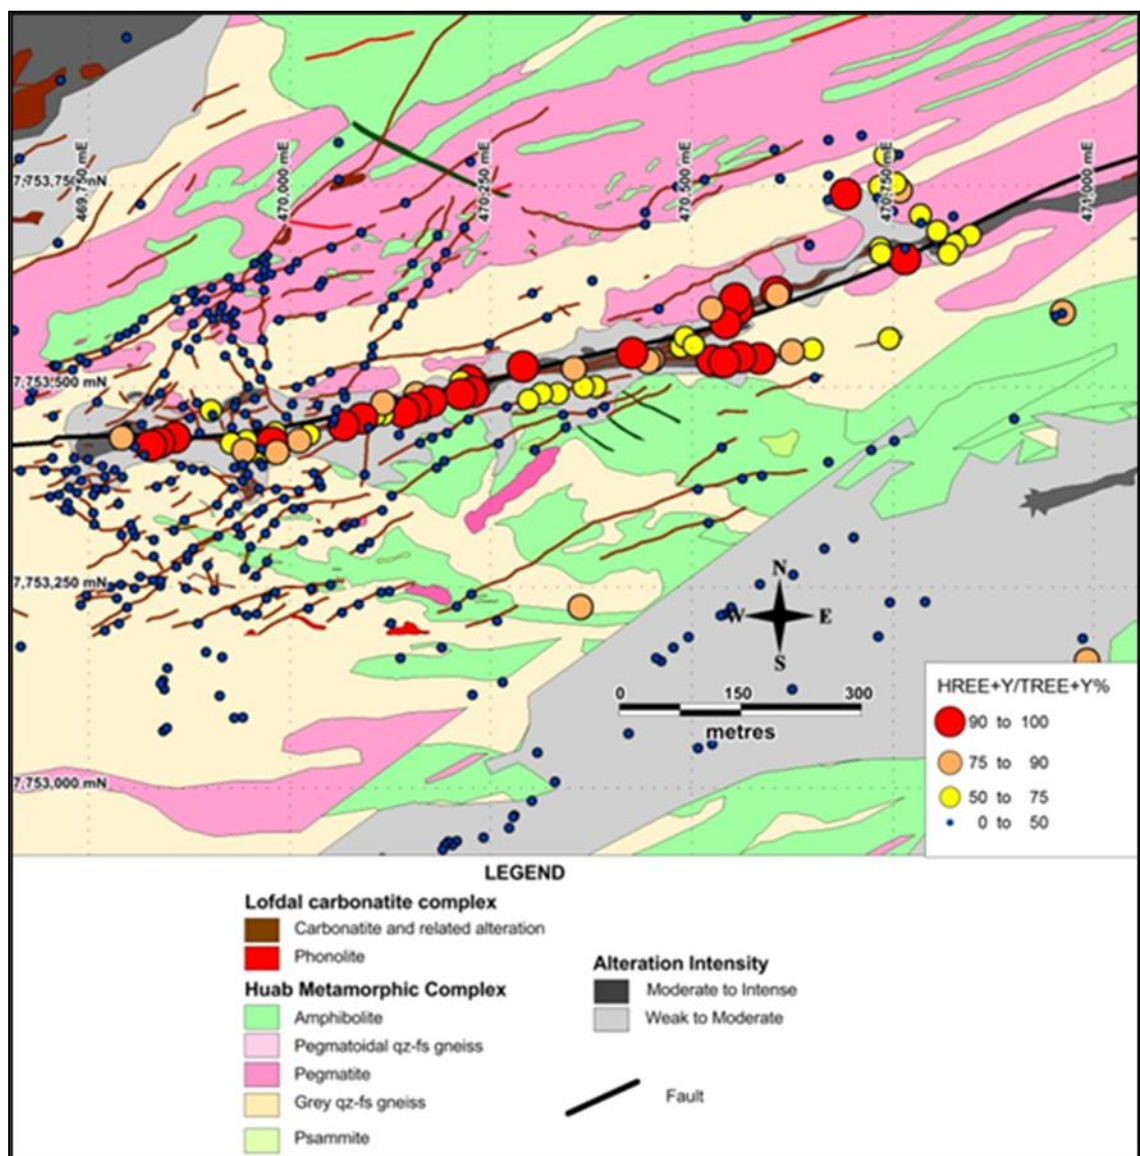 469,750 mE
470,000 mE
470,250 mE
470,500 mE
470,750 mE
471,000 mE
7,753,750 mN
7,753,500 mN
7,753,250 mN
7,753,000 mN
N
W E
S
0 150 300
metres
HREE+Y/TREE+Y%
90 to 100
75 to 90
50 to 75
0 to 50
LEGEND
Lofdal carbonatite complex
Carbonatite and related alteration
Phonolite
Huab Metamorphic Complex
Amphibolite
Pegmatoidal qz-fs gneiss
Pegmatite
Grey qz-fs gneiss
Psammite
Alteration Intensity
Moderate to Intense
Weak to Moderate
Fault